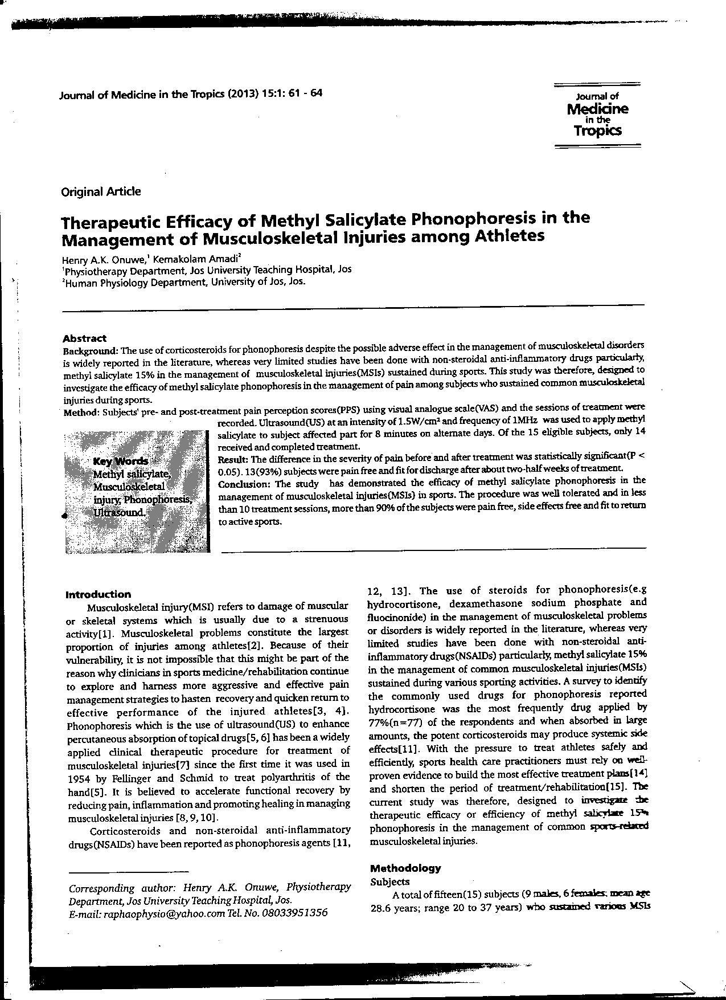 Journal of Medicine in the Tropics (2013) 15:1: 61 - 64
Journal of
Medicine
in the
Tropics
Original Article
Therapeutic Efficacy of Methyl Salicylate Phonophoresis in the
Management of Musculoskeletal Injuries among Athletes
Henry A.K. Onuwe,¹ Kemakolam Amadi²
¹Physiotherapy Department, Jos University Teaching Hospital, Jos
²Human Physiology Department, University of Jos, Jos.
Abstract
Background: The use of corticosteroids for phonophoresis despite the possible adverse effect in the management of musculoskeletal disorders
is widely reported in the literature, whereas very limited studies have been done with non-steroidal anti-inflammatory drugs particularly,
methyl salicylate 15% in the management of musculoskeletal injuries(MSIs) sustained during sports. This study was therefore, designed to
investigate the efficacy of methyl salicylate phonophoresis in the management of pain among subjects who sustained common musculoskeletal
injuries during sports.
Method: Subjects' pre- and post-treatment pain perception scores(PPS) using visual analogue scale(VAS) and the sessions of treatment were
recorded. Ultrasound(US) at an intensity of 1.5W/cm² and frequency of 1MHz was used to apply methyl
salicylate to subject affected part for 8 minutes on alternate days. Of the 15 eligible subjects, only 14
received and completed treatment.
Result: The difference in the severity of pain before and after treatment was statistically significant(P <
0.05). 13(93%) subjects were pain free and fit for discharge after about two-half weeks of treatment.
Conclusion: The study has demonstrated the efficacy of methyl salicylate phonophoresis in the
management of musculoskeletal injuries(MSIs) in sports. The procedure was well tolerated and in less
than 10 treatment sessions, more than 90% of the subjects were pain free, side effects free and fit to return
to active sports.
Key Words
Methyl salicylate,
Musculoskeletal
injury, Phonophoresis,
Ultrasound.
Introduction
Musculoskeletal injury(MSI) refers to damage of muscular
or skeletal systems which is usually due to a strenuous
activity[1]. Musculoskeletal problems constitute the largest
proportion of injuries among athletes[2]. Because of their
vulnerability, it is not impossible that this might be part of the
reason why clinicians in sports medicine/rehabilitation continue
to explore and harness more aggressive and effective pain
management strategies to hasten recovery and quicken return to
effective performance of the injured athletes[3, 4].
Phonophoresis which is the use of ultrasound(US) to enhance
percutaneous absorption of topical drugs[5, 6] has been a widely
applied clinical therapeutic procedure for treatment of
musculoskeletal injuries[7] since the first time it was used in
1954 by Fellinger and Schmid to treat polyarthritis of the
hand[5]. It is believed to accelerate functional recovery by
reducing pain, inflammation and promoting healing in managing
musculoskeletal injuries [8, 9, 10].
Corticosteroids and non-steroidal anti-inflammatory
drugs(NSAIDs) have been reported as phonophoresis agents [11,
Corresponding author: Henry A.K. Onuwe, Physiotherapy
Department, Jos University Teaching Hospital, Jos.
E-mail: raphaophysio@yahoo.com Tel. No. 08033951356
12, 13]. The use of steroids for phonophoresis(e.g
hydrocortisone, dexamethasone sodium phosphate and
fluocinonide) in the management of musculoskeletal problems
or disorders is widely reported in the literature, whereas very
limited studies have been done with non-steroidal anti-
inflammatory drugs(NSAIDs) particularly, methyl salicylate 15%
in the management of common musculoskeletal injuries(MSIs)
sustained during various sporting activities. A survey to identify
the commonly used drugs for phonophoresis reported
hydrocortisone was the most frequently drug applied by
77%(n=77) of the respondents and when absorbed in large
amounts, the potent corticosteroids may produce systemic side
effects[11]. With the pressure to treat athletes safely and
efficiently, sports health care practitioners must rely on well-
proven evidence to build the most effective treatment plans[14]
and shorten the period of treatment/rehabilitation[15]. The
current study was therefore, designed to investigate the
therapeutic efficacy or efficiency of methyl salicylate 15%
phonophoresis in the management of common sports-related
musculoskeletal injuries.
Methodology
Subjects
A total of fifteen(15) subjects (9 males, 6 females; mean age
28.6 years; range 20 to 37 years) who sustained various MSIs